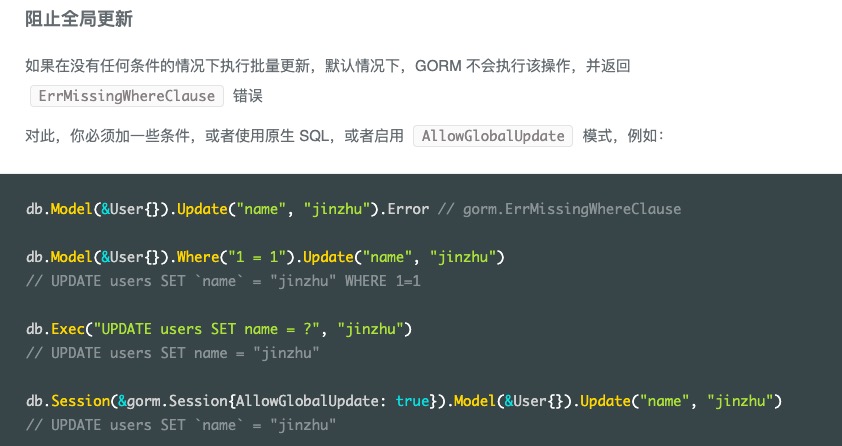 阻止全局更新
如果在没有任何条件的情况下执行批量更新，默认情况下，GORM 不会执行该操作，并返回
ErrMissingWhereClause 错误
对此，你必须加一些条件，或者使用原生 SQL，或者启用 AllowGlobalUpdate 模式，例如：
db.Model(&User{}).Update("name", "jinzhu").Error // gorm.ErrMissingWhereClause
db.Model(&User{}).Where("1 = 1").Update("name", "jinzhu")
// UPDATE users SET `name` = "jinzhu" WHERE 1=1
db.Exec("UPDATE users SET name = ?", "jinzhu")
// UPDATE users SET name = "jinzhu"
db.Session(&gorm.Session{AllowGlobalUpdate: true}).Model(&User{}).Update("name", "jinzhu")
// UPDATE users SET `name` = "jinzhu"